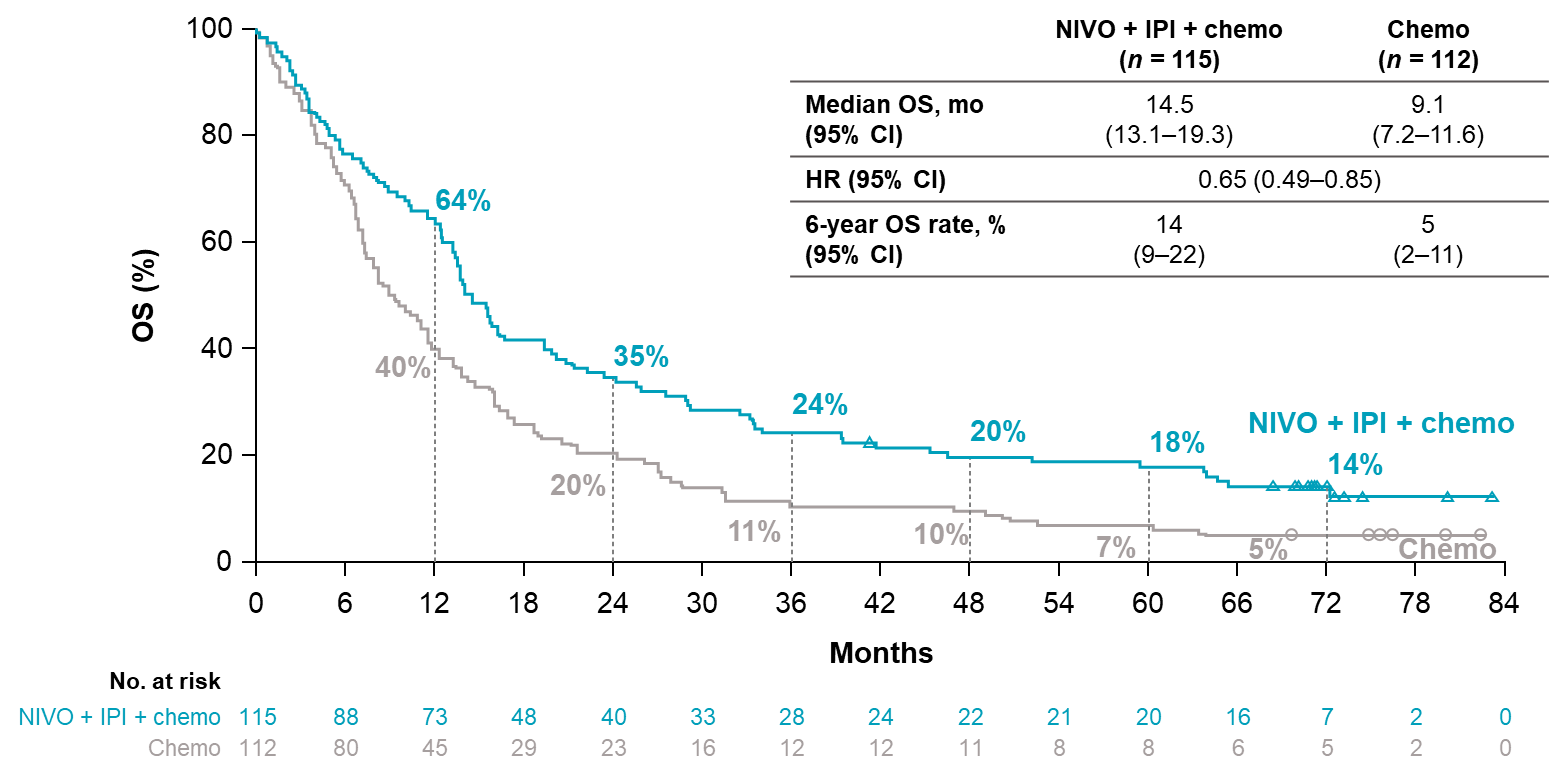 NIVO + IPI + chemo Chemo
(n = 115) (n = 112)
Median OS, mo 14.5 9.1
(95% CI) (13.1–19.3) (7.2–11.6)
HR (95% CI) 0.65 (0.49–0.85)
6-year OS rate, % 14 5
(95% CI) (9–22) (2–11)
OS (%)
100
80
60
40
20
0
64%
35%
24%
20%
18%
14%
NIVO + IPI + chemo
40%
20%
11%
10%
7%
5%
Chemo
0 6 12 18 24 30 36 42 48 54 60 66 72 78 84
Months
No. at risk
NIVO + IPI + chemo 115 88 73 48 40 33 28 24 22 21 20 16 7 2 0
Chemo 112 80 45 29 23 16 12 12 11 8 8 6 5 2 0